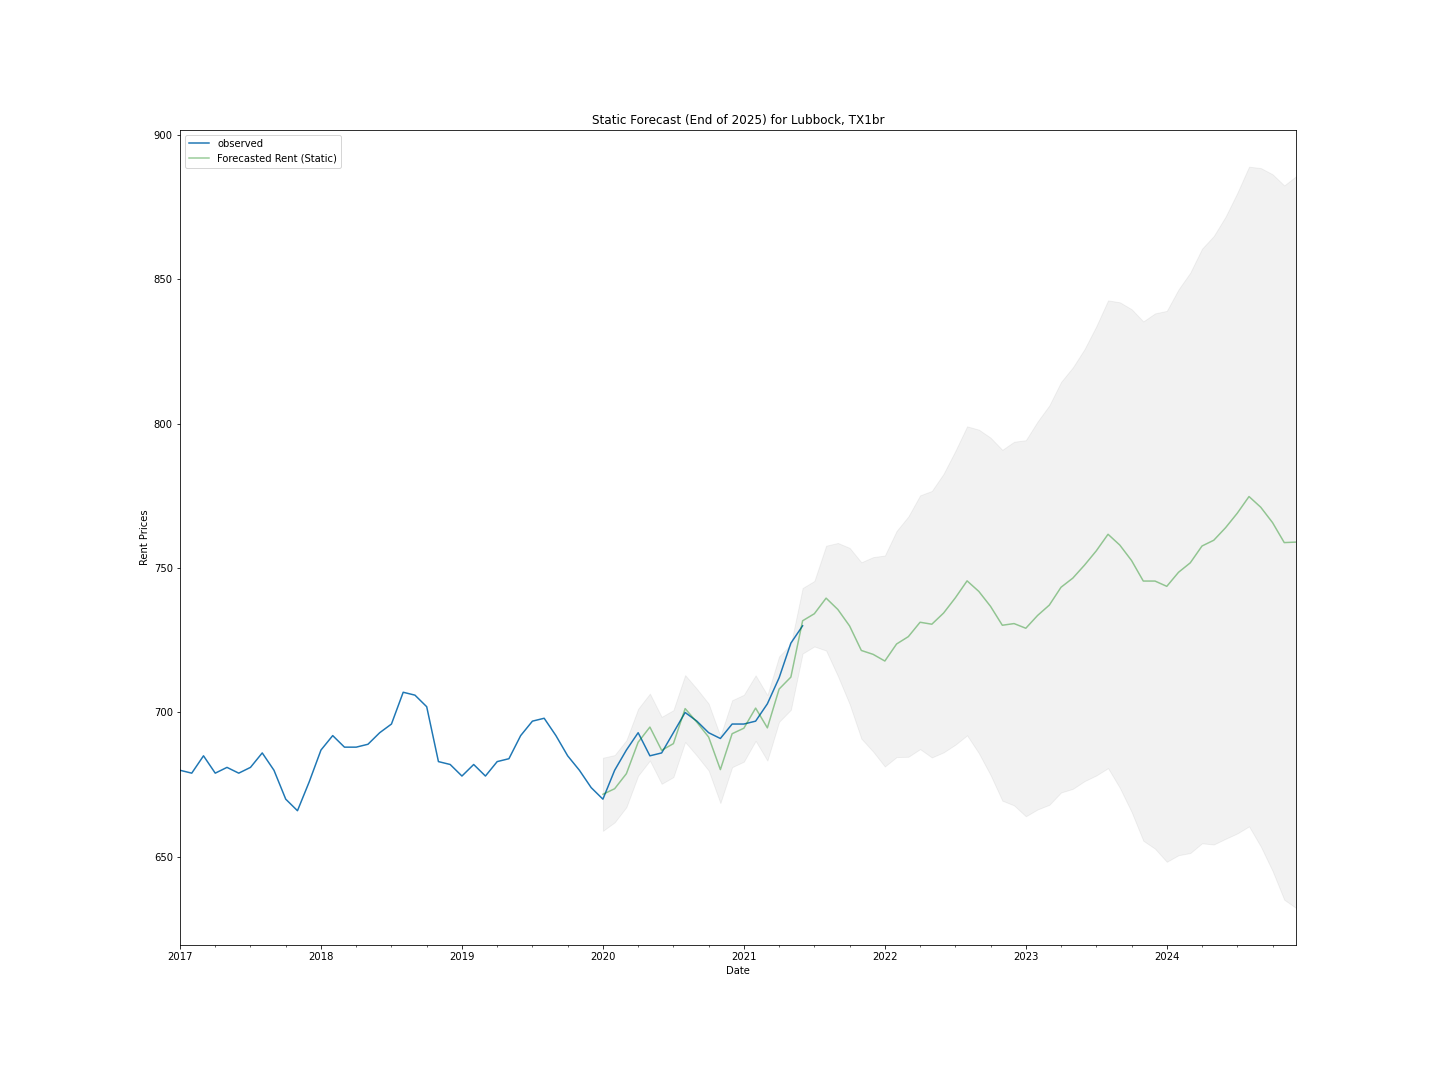 Static Forecast (End of 2025) for Lubbock, TX1br
observed
Forecasted Rent (Static)
900
850
800
750
700
650
Rent Prices
2017 2018 2019 2020 2021 2022 2023 2024
Date